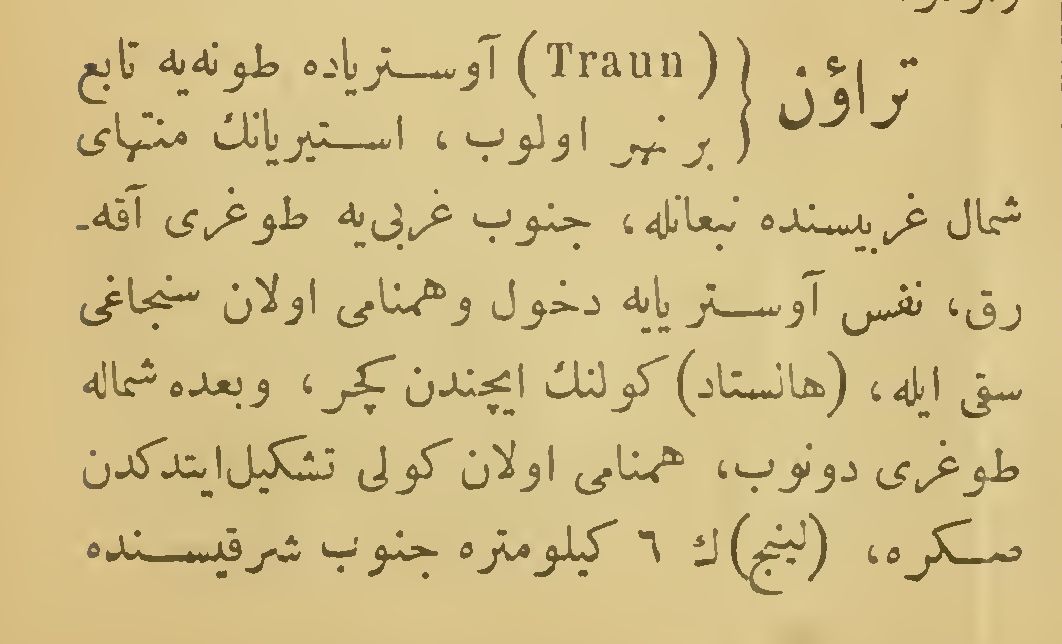 تراؤن { (Traun) آوستریاده طونه‌یه تابع
بر نهر اولوب ، استیریانك منتهای
شمال غربیسنده نبعانله ، جنوب غربی‌یه طوغری آقه‌ـ
رق ، نفس آوستریایه دخول وهمنامی اولان سنجاغی
سقی ایله ، (هالستاد) کولنك ایچندن کچر ، وبعده شماله
طوغری دونوب ، همنامی اولان کولی تشکیل ایتدکدن
صکره ، (لینج) ك ٦ کیلومتره جنوب شرقیسنده